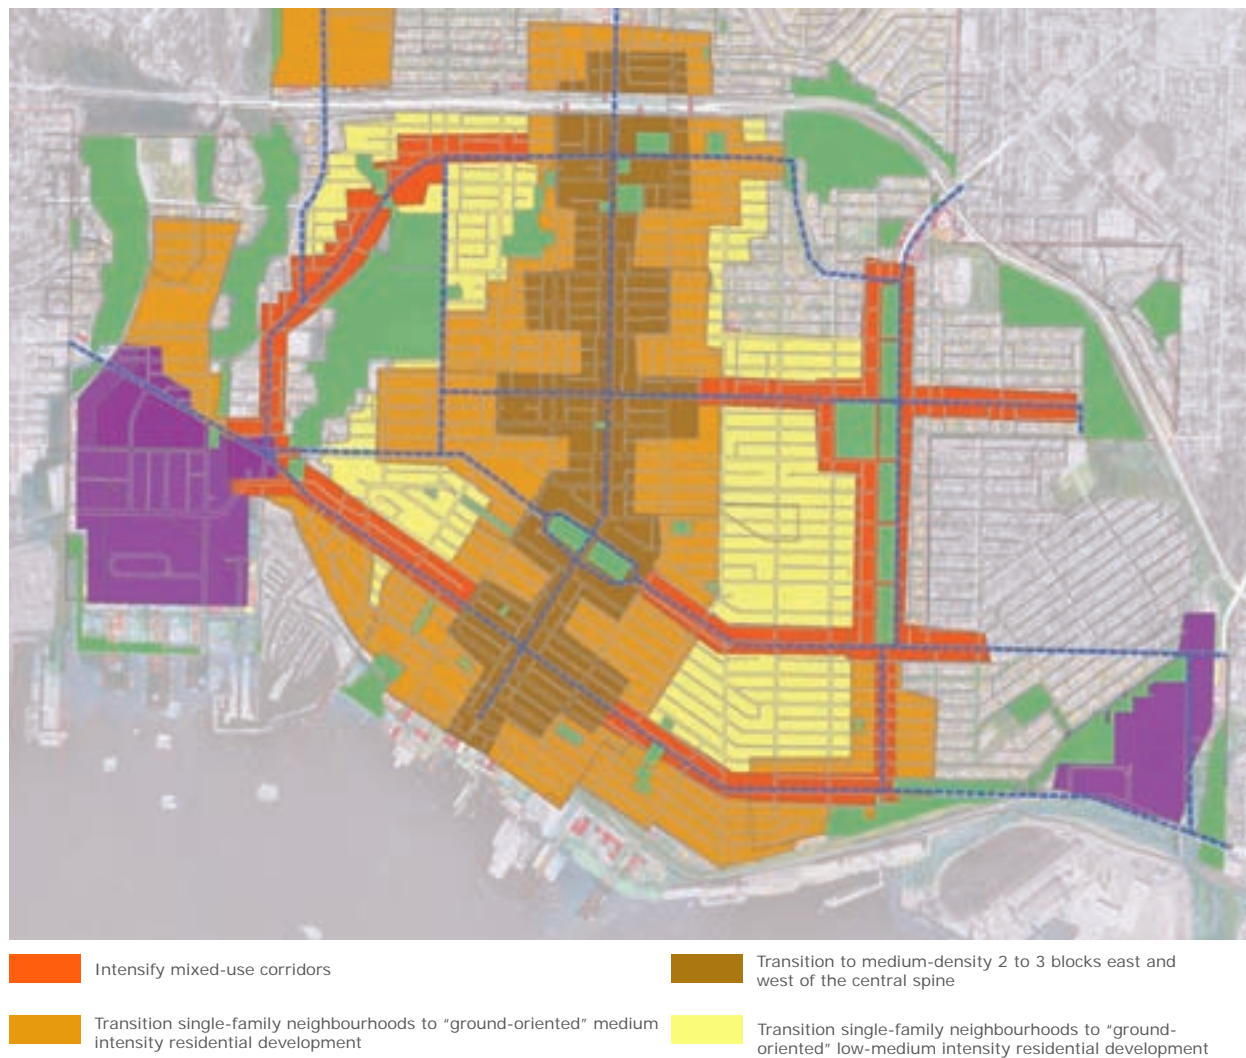 Intensify mixed-use corridors
Transition single-family neighbourhoods to “ground-oriented” medium
intensity residential development
Transition to medium-density 2 to 3 blocks east and
west of the central spine
Transition single-family neighbourhoods to “ground-
oriented” low-medium intensity residential development